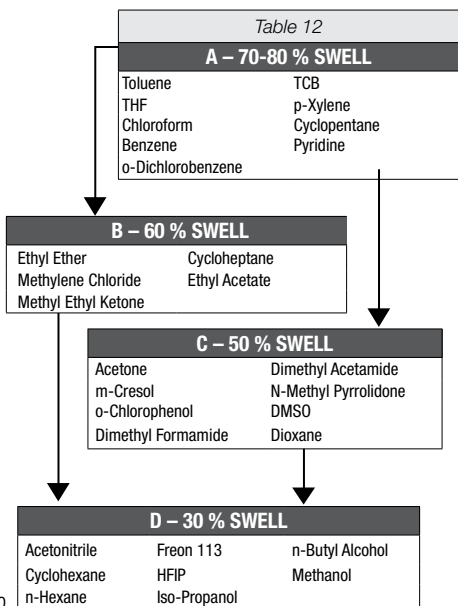 Table 12
A – 70-80 % SWELL
Toluene TCB
THF p-Xylene
Chloroform Cyclopentane
Benzene Pyridine
o-Dichlorobenzene
B – 60 % SWELL
Ethyl Ether Cycloheptane
Methylene Chloride Ethyl Acetate
Methyl Ethyl Ketone
C – 50 % SWELL
Acetone Dimethyl Acetamide
m-Cresol N-Methyl Pyrrolidone
o-Chlorophenol DMSO
Dimethyl Formamide Dioxane
D – 30 % SWELL
Acetonitrile Freon 113 n-Butyl Alcohol
Cyclohexane HFIP Methanol
n-Hexane Iso-Propanol